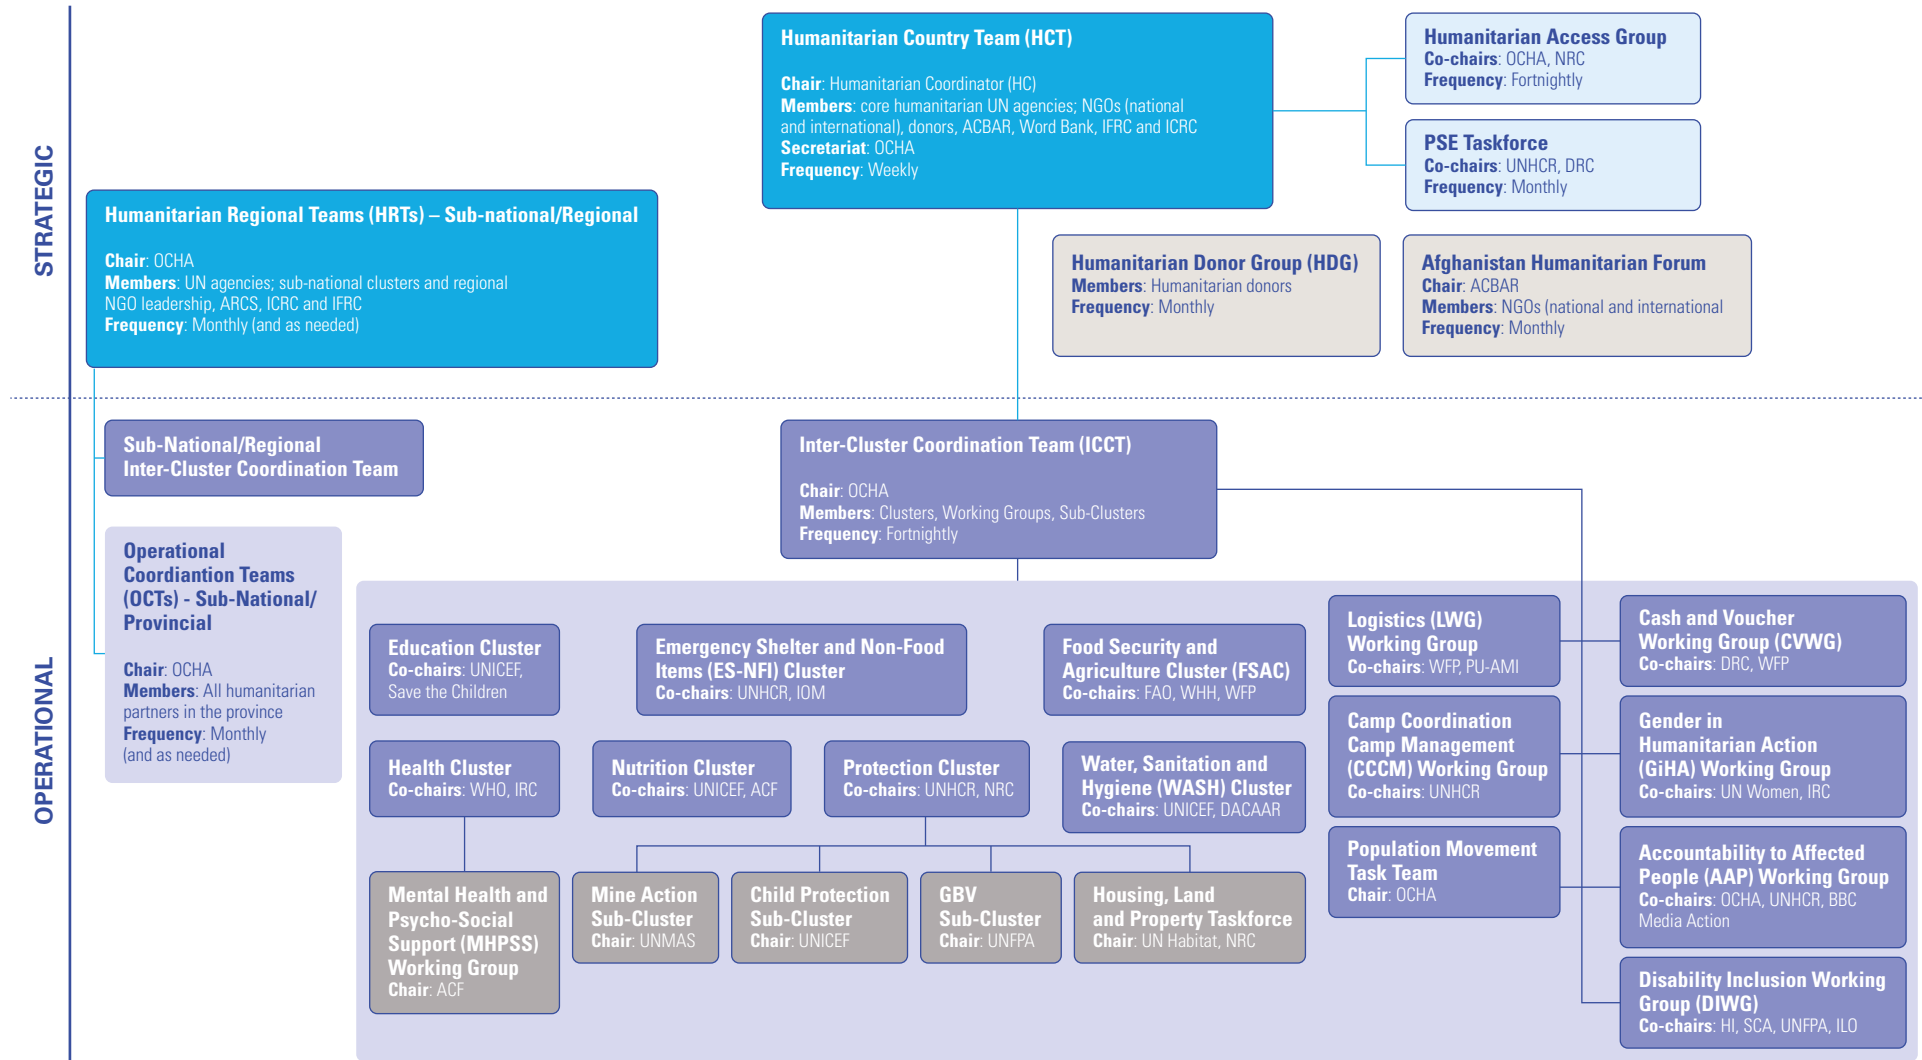 STRATEGIC
Humanitarian Country Team (HCT)
Chair: Humanitarian Coordinator (HC)
Members: core humanitarian UN agencies; NGOs (national
and international), donors, ACBAR, Word Bank, IFRC and ICRC
Secretariat: OCHA
Frequency: Weekly
Humanitarian Access Group
Co-chairs: OCHA, NRC
Frequency: Fortnightly
PSE Taskforce
Co-chairs: UNHCR, DRC
Frequency: Monthly
Humanitarian Regional Teams (HRTs) – Sub-national/Regional
Chair: OCHA
Members: UN agencies; sub-national clusters and regional
NGO leadership, ARCS, ICRC and IFRC
Frequency: Monthly (and as needed)
Humanitarian Donor Group (HDG)
Members: Humanitarian donors
Frequency: Monthly
Afghanistan Humanitarian Forum
Chair: ACBAR
Members: NGOs (national and international
Frequency: Monthly
OPERATIONAL
Sub-National/Regional
Inter-Cluster Coordination Team
Inter-Cluster Coordination Team (ICCT)
Chair: OCHA
Members: Clusters, Working Groups, Sub-Clusters
Frequency: Fortnightly
Operational
Coordiantion Teams
(OCTs) - Sub-National/
Provincial
Chair: OCHA
Members: All humanitarian
partners in the province
Frequency: Monthly
(and as needed)
Education Cluster
Co-chairs: UNICEF,
Save the Children
Emergency Shelter and Non-Food
Items (ES-NFI) Cluster
Co-chairs: UNHCR, IOM
Food Security and
Agriculture Cluster (FSAC)
Co-chairs: FAO, WHH, WFP
Logistics (LWG)
Working Group
Co-chairs: WFP, PU-AMI
Cash and Voucher
Working Group (CVWG)
Co-chairs: DRC, WFP
Health Cluster
Co-chairs: WHO, IRC
Nutrition Cluster
Co-chairs: UNICEF, ACF
Protection Cluster
Co-chairs: UNHCR, NRC
Water, Sanitation and
Hygiene (WASH) Cluster
Co-chairs: UNICEF, DACAAR
Camp Coordination
Camp Management
(CCCM) Working Group
Co-chairs: UNHCR
Gender in
Humanitarian Action
(GiHA) Working Group
Co-chairs: UN Women, IRC
Population Movement
Task Team
Chair: OCHA
Accountability to Affected
People (AAP) Working Group
Co-chairs: OCHA, UNHCR, BBC
Media Action
Mental Health and
Psycho-Social
Support (MHPSS)
Working Group
Chair: ACF
Mine Action
Sub-Cluster
Chair: UNMAS
Child Protection
Sub-Cluster
Chair: UNICEF
GBV
Sub-Cluster
Chair: UNFPA
Housing, Land
and Property Taskforce
Chair: UN Habitat, NRC
Disability Inclusion Working
Group (DIWG)
Co-chairs: HI, SCA, UNFPA, ILO